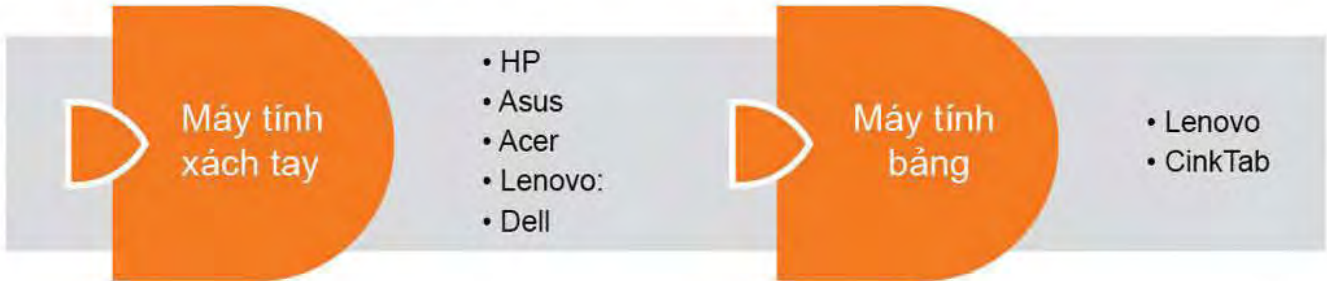 Máy tính
xách tay
• HP
• Asus
• Acer
• Lenovo:
• Dell
Máy tính
bảng
• Lenovo
• CinkTab